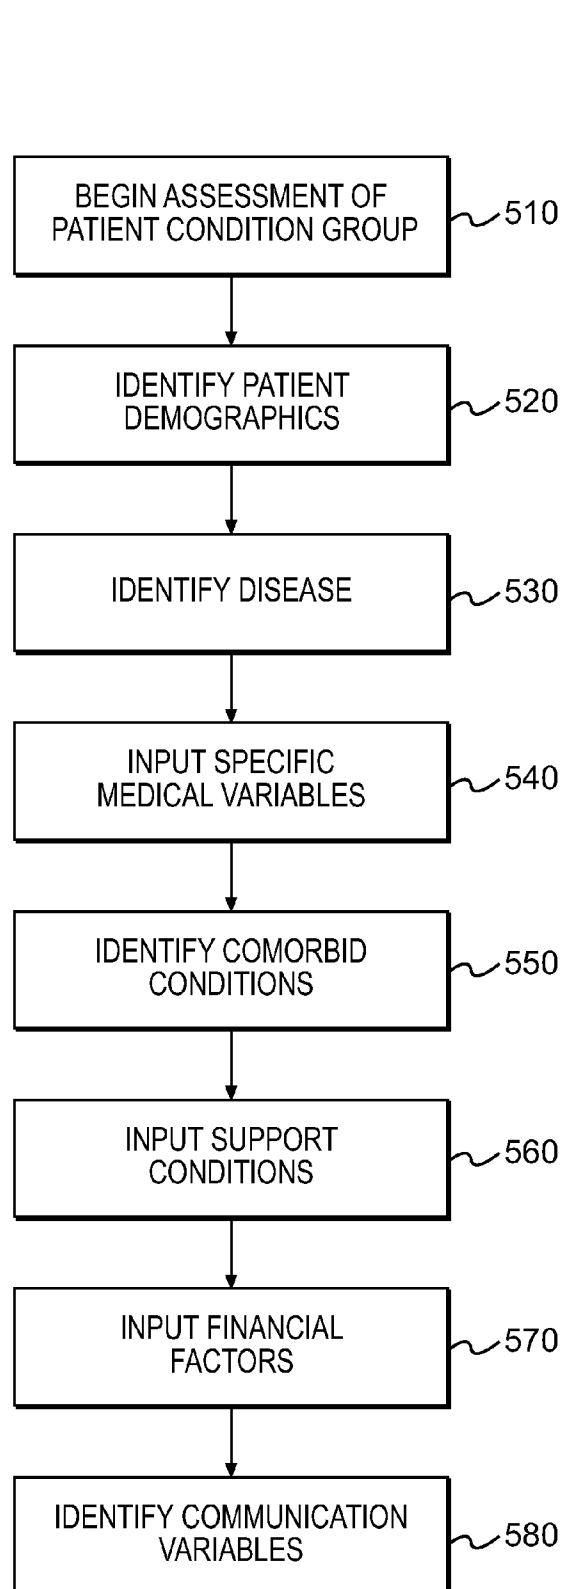 BEGIN ASSESSMENT OF
PATIENT CONDITION GROUP
510
IDENTIFY PATIENT
DEMOGRAPHICS
520
IDENTIFY DISEASE
530
INPUT SPECIFIC
MEDICAL VARIABLES
540
IDENTIFY COMORBID
CONDITIONS
550
INPUT SUPPORT
CONDITIONS
560
INPUT FINANCIAL
FACTORS
570
IDENTIFY COMMUNICATION
VARIABLES
580